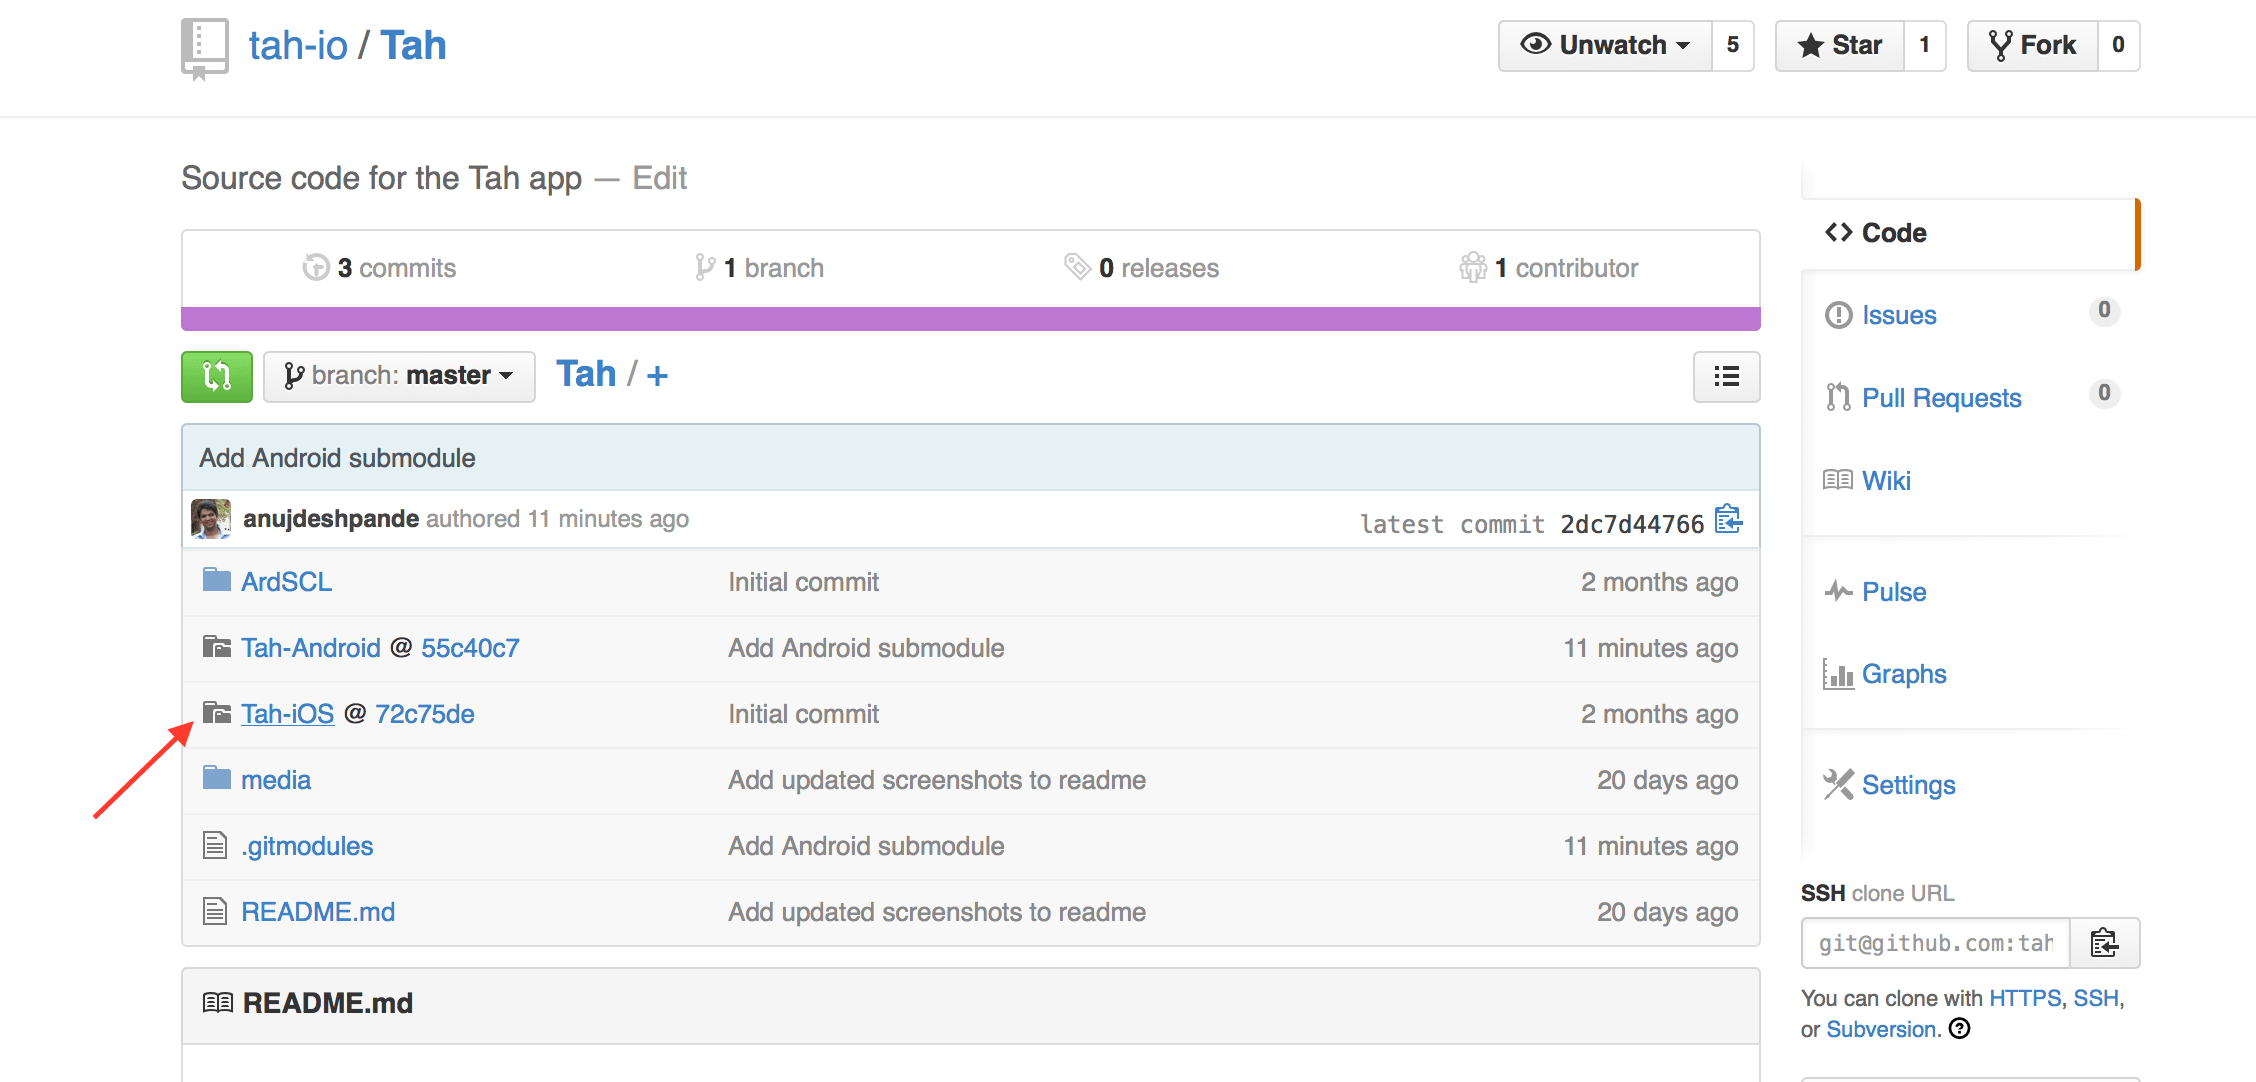 tah-io / Tah
Unwatch 5 Star 1 Fork 0
Source code for the Tah app — Edit
3 commits 1 branch 0 releases 1 contributor
branch: master Tah / +
Add Android submodule
anujdeshpande authored 11 minutes ago latest commit 2dc7d44766
ArdSCL Initial commit 2 months ago
Tah-Android @ 55c40c7 Add Android submodule 11 minutes ago
Tah-iOS @ 72c75de Initial commit 2 months ago
media Add updated screenshots to readme 20 days ago
.gitmodules Add Android submodule 11 minutes ago
README.md Add updated screenshots to readme 20 days ago
README.md
Code
Issues 0
Pull Requests 0
Wiki
Pulse
Graphs
Settings
SSH clone URL
git@github.com:tah
You can clone with HTTPS, SSH,
or Subversion.